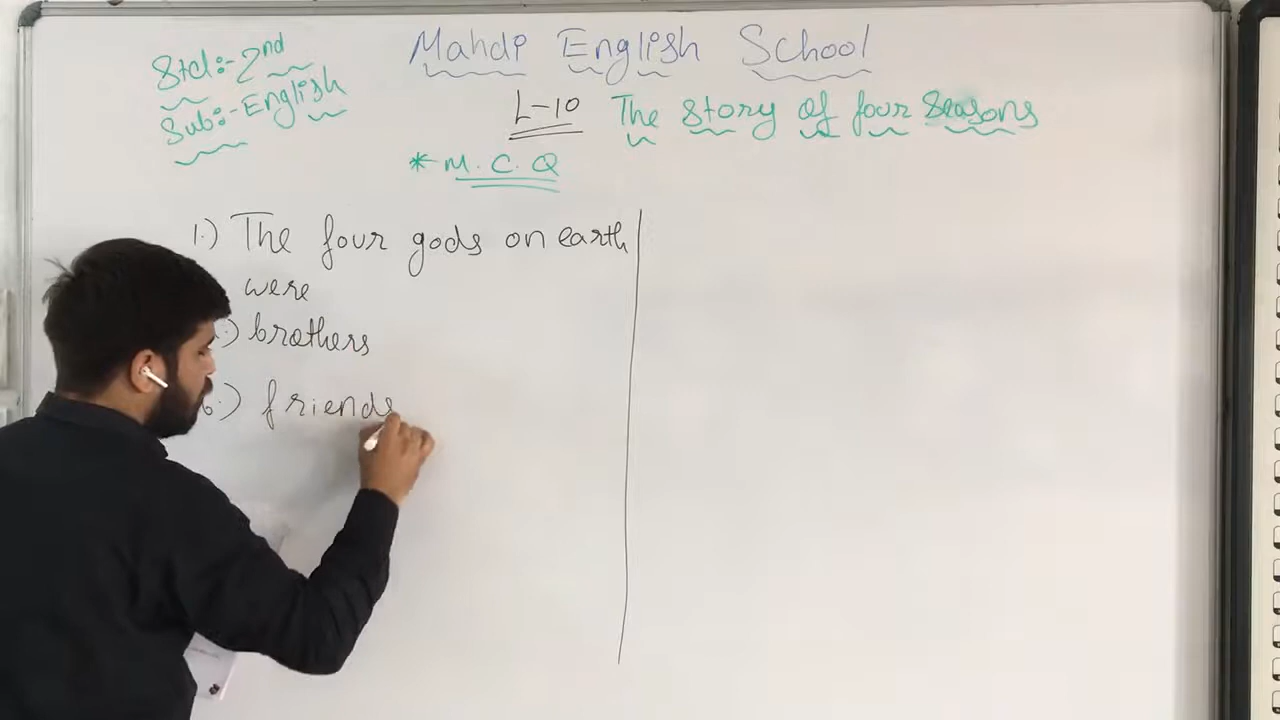 Std:-2nd
Sub:-English
Mahdi English School
L-10 The story of four Seasons
* M. C. Q
1.) The four gods on earth
were
.) brothers
b.) friends